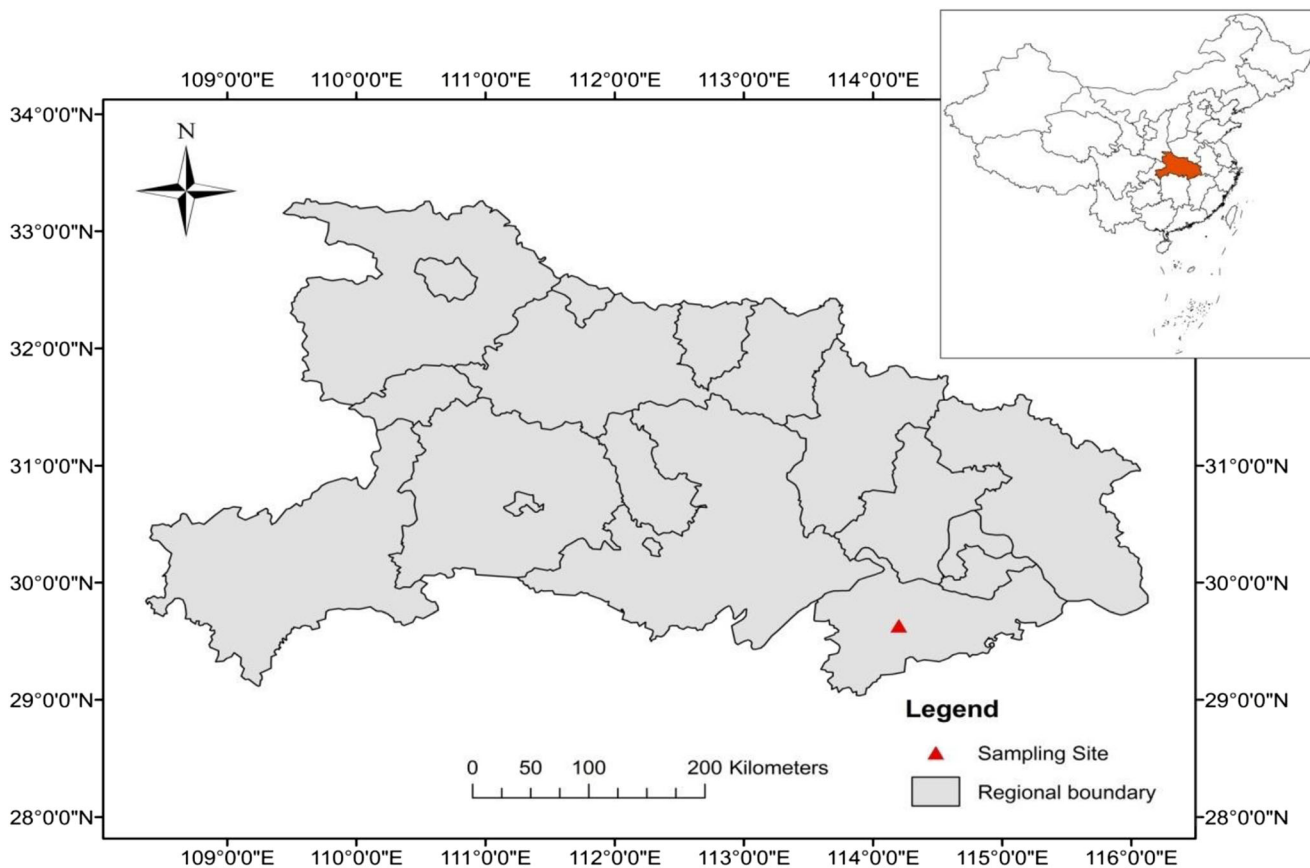 109°0'0"E 110°0'0"E 111°0'0"E 112°0'0"E 113°0'0"E 114°0'0"E
34°0'0"N
N
33°0'0"N
32°0'0"N
31°0'0"N 31°0'0"N
30°0'0"N 30°0'0"N
29°0'0"N 29°0'0"N
Legend
Sampling Site
0 50 100 200 Kilometers
Regional boundary
28°0'0"N 28°0'0"N
109°0'0"E 110°0'0"E 111°0'0"E 112°0'0"E 113°0'0"E 114°0'0"E 115°0'0"E 116°0'0"E